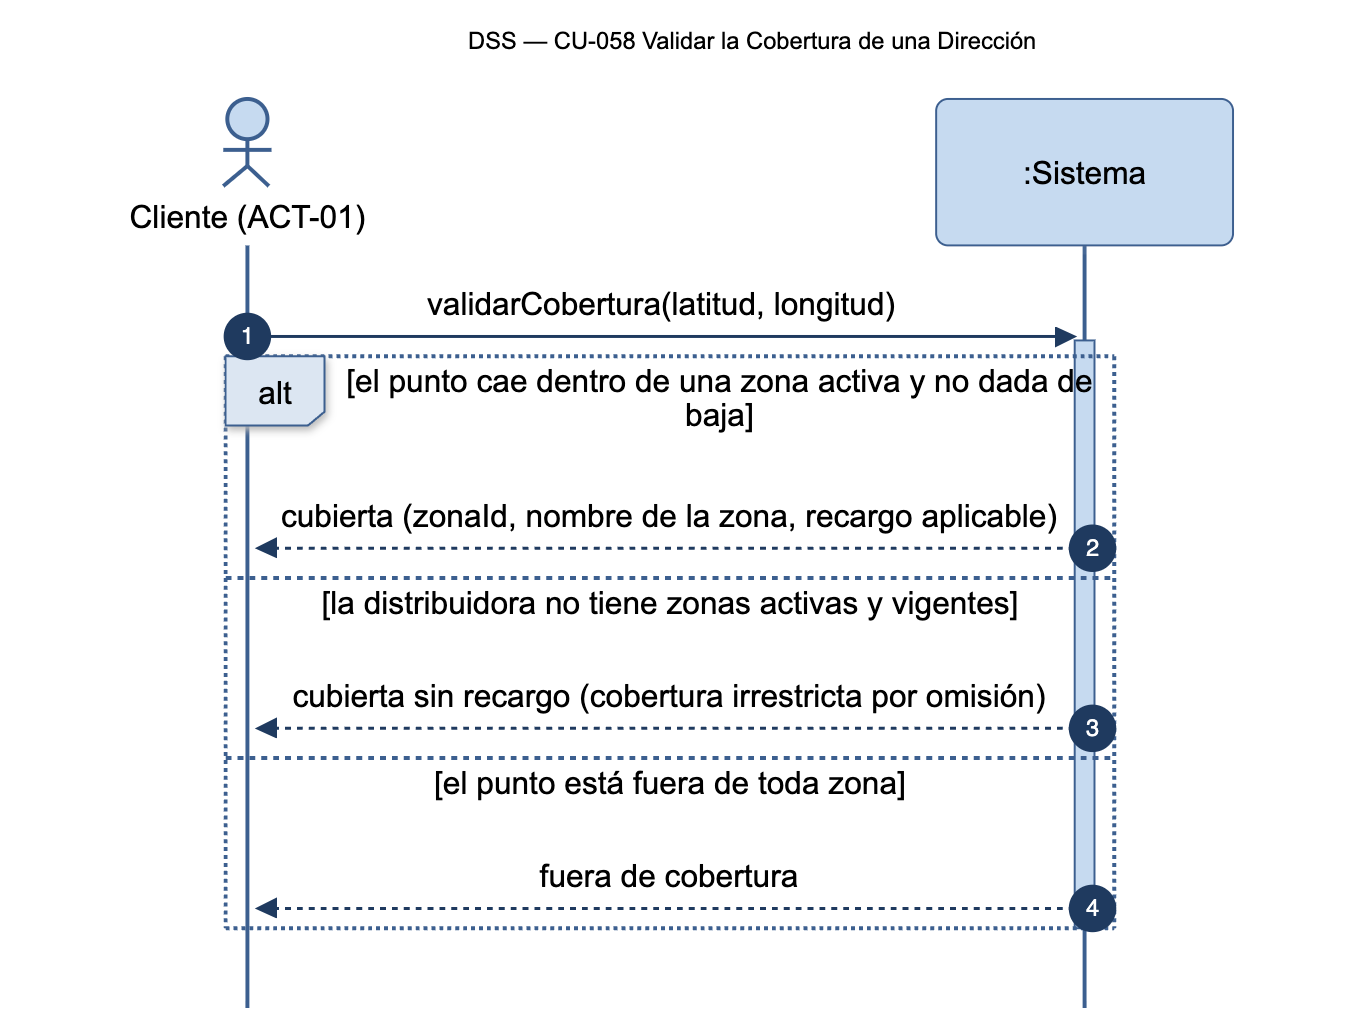 DSS — CU-058 Validar la Cobertura de una Dirección
Cliente (ACT-01)
:Sistema
validarCobertura(latitud, longitud)
1
alt
[el punto cae dentro de una zona activa y no dada de
baja]
cubierta (zonaId, nombre de la zona, recargo aplicable)
2
[la distribuidora no tiene zonas activas y vigentes]
cubierta sin recargo (cobertura irrestricta por omisión)
3
[el punto está fuera de toda zona]
fuera de cobertura
4